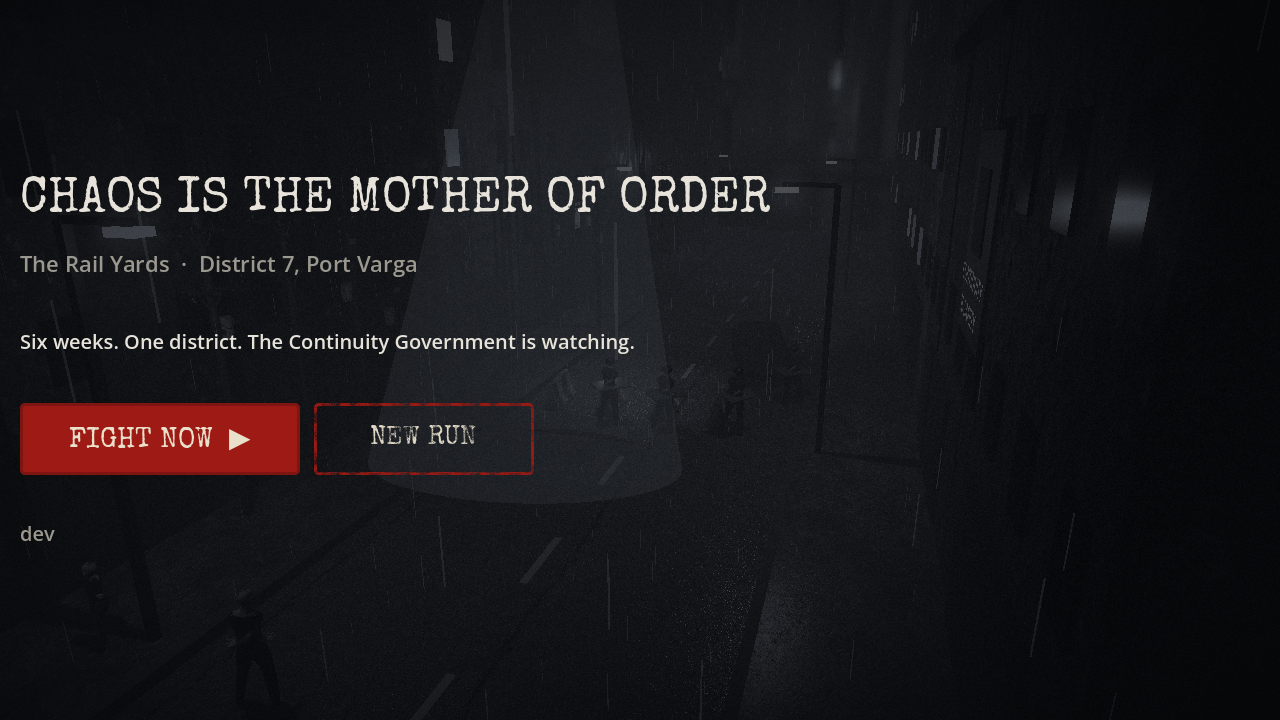 CHAOS IS THE MOTHER OF ORDER
The Rail Yards · District 7, Port Varga
Six weeks. One district. The Continuity Government is watching.
FIGHT NOW ▶
NEW RUN
dev